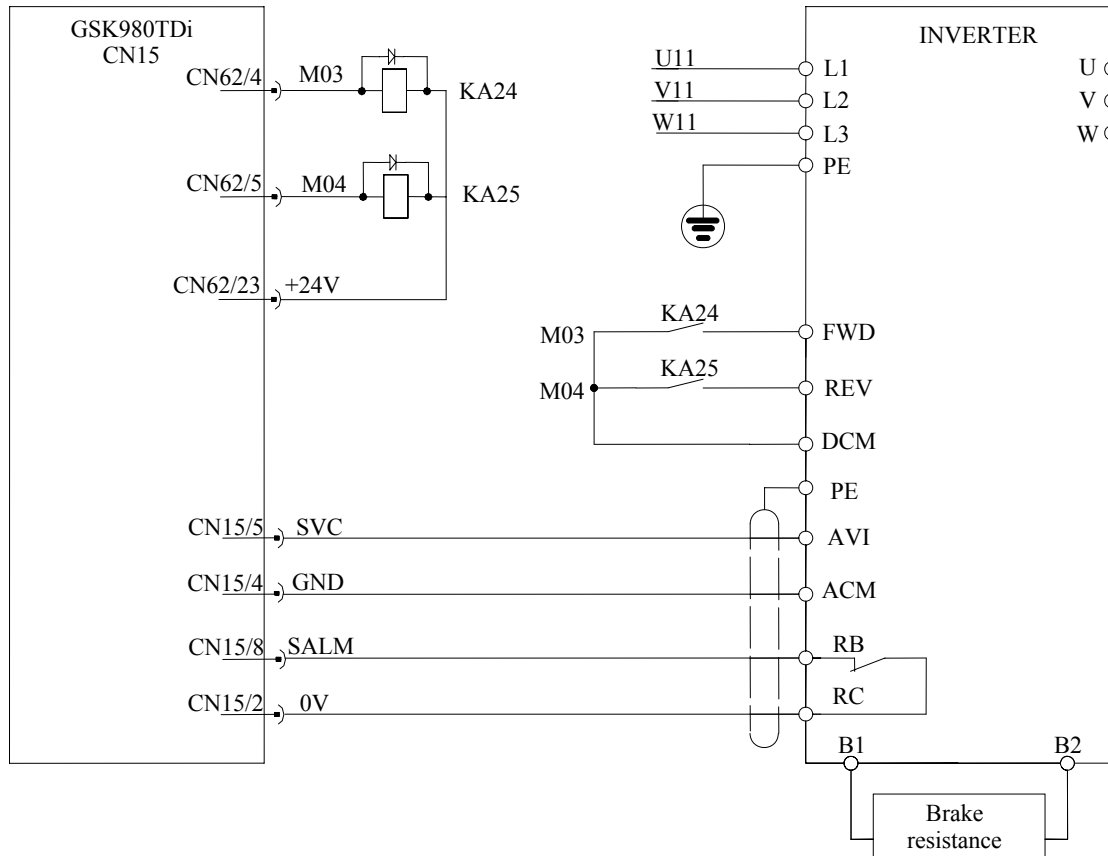 GSK980TDi
CN15
INVERTER
CN62/4 M03
KA24
U11 L1
V11 L2
W11 L3
PE
U
V
W
CN62/5 M04
KA25
CN62/23 +24V
M03 KA24 FWD
M04 KA25 REV
DCM
PE
CN15/5 SVC AVI
CN15/4 GND ACM
CN15/8 SALM RB
CN15/2 0V RC
B1 B2
Brake
resistance